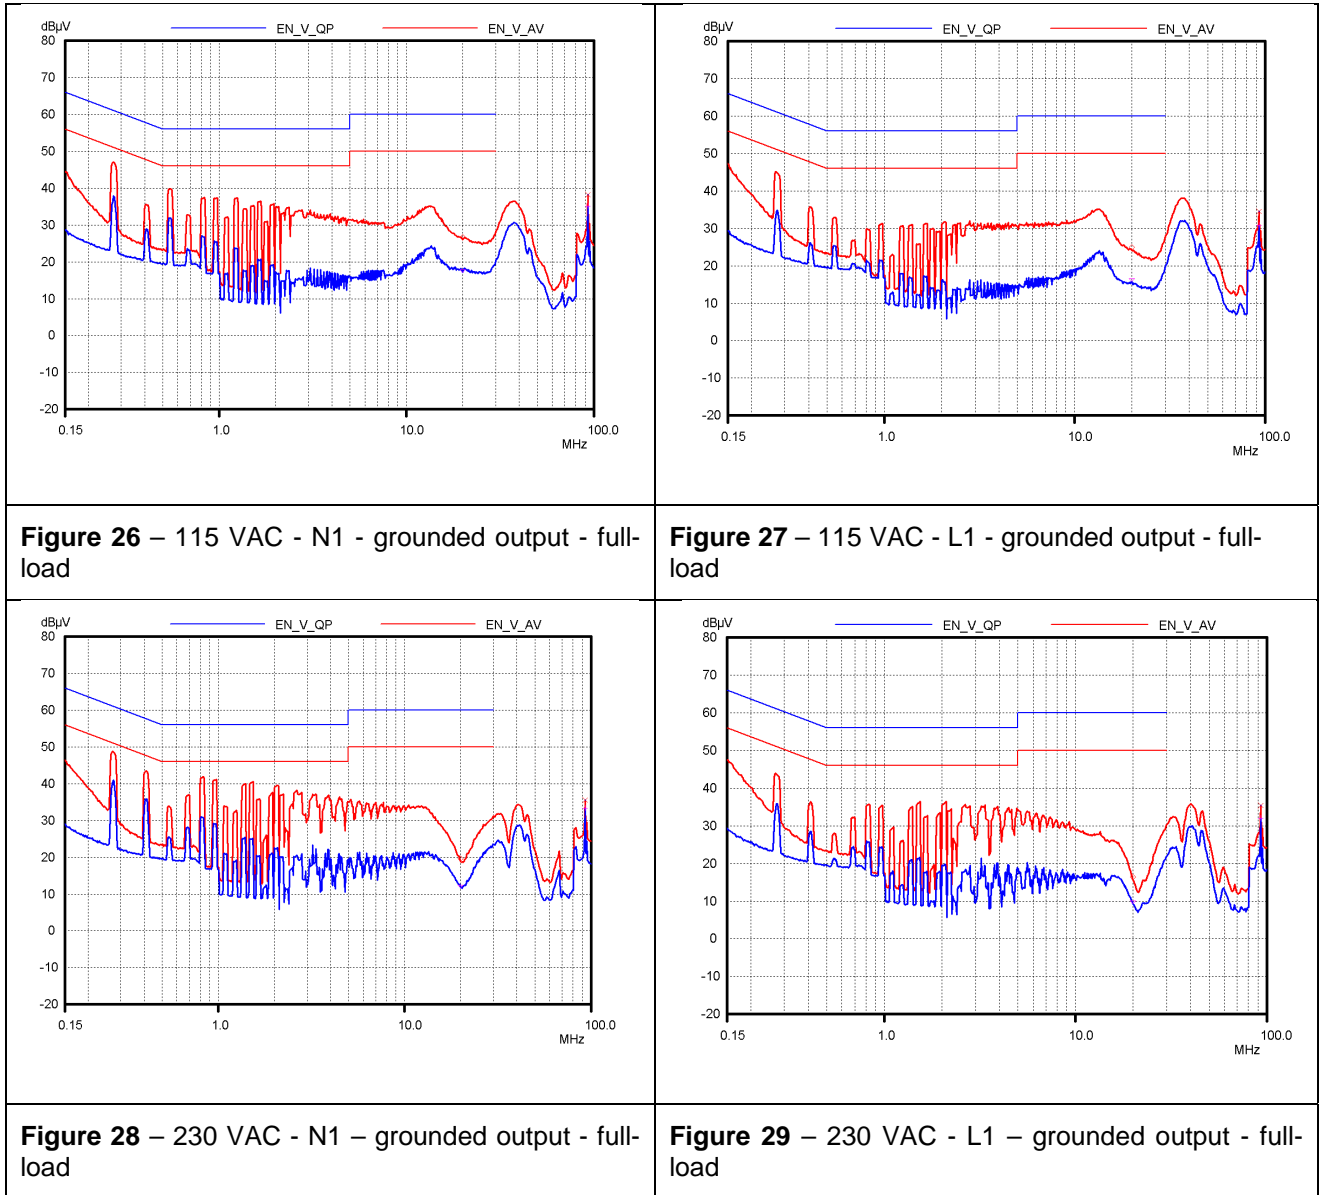 dBµV
EN_V_QP
EN_V_AV
80
70
60
50
40
30
20
10
0
-10
-20
0.15
1.0
10.0
100.0
MHz
Figure 26 – 115 VAC - N1 - grounded output - full-
load
dBµV
EN_V_QP
EN_V_AV
80
70
60
50
40
30
20
10
0
-10
-20
0.15
1.0
10.0
100.0
MHz
Figure 27 – 115 VAC - L1 - grounded output - full-
load
dBµV
EN_V_QP
EN_V_AV
80
70
60
50
40
30
20
10
0
-10
-20
0.15
1.0
10.0
100.0
MHz
Figure 28 – 230 VAC - N1 – grounded output - full-
load
dBµV
EN_V_QP
EN_V_AV
80
70
60
50
40
30
20
10
0
-10
-20
0.15
1.0
10.0
100.0
MHz
Figure 29 – 230 VAC - L1 – grounded output - full-
load